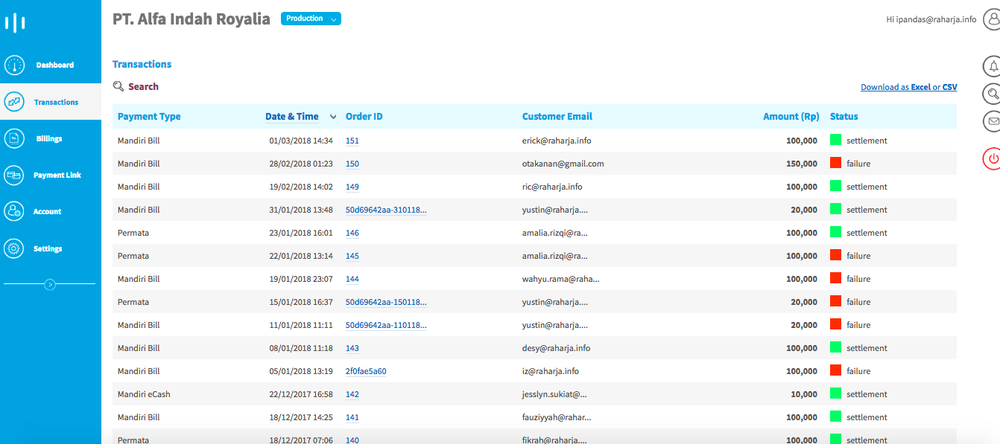 PT. Alfa Indah Royalia Production
Hi ipandas@raharja.info
Dashboard
Transactions
Billings
Payment Link
Account
Settings
Transactions
Search
Download as Excel or CSV
Payment Type Date & Time Order ID Customer Email Amount (Rp) Status
Mandiri Bill 01/03/2018 14:34 151 erick@raharja.info 100,000 settlement
Mandiri Bill 28/02/2018 01:23 150 otakanan@gmail.com 150,000 failure
Mandiri Bill 19/02/2018 14:02 149 ric@raharja.info 100,000 settlement
Mandiri Bill 31/01/2018 13:48 50d69642aa-310118... yustin@raharja.... 20,000 settlement
Permata 23/01/2018 16:01 146 amalia.rizqi@ra... 100,000 settlement
Permata 22/01/2018 13:14 145 amalia.rizqi@ra... 100,000 failure
Mandiri Bill 19/01/2018 23:07 144 wahyu.rama@raha... 100,000 failure
Permata 15/01/2018 16:37 50d69642aa-150118... yustin@raharja.... 20,000 failure
Mandiri Bill 11/01/2018 11:11 50d69642aa-110118... yustin@raharja.... 20,000 failure
Mandiri Bill 08/01/2018 11:18 143 desy@raharja.info 100,000 settlement
Mandiri Bill 05/01/2018 13:19 2f0fae5a60 iz@raharja.info 100,000 failure
Mandiri eCash 22/12/2017 16:58 142 jesslyn.sukiat@... 10,000 settlement
Mandiri Bill 18/12/2017 14:25 141 fauziyyah@rahar... 100,000 settlement
Permata 18/12/2017 07:06 140 fikrah@raharja.... 100,000 settlement